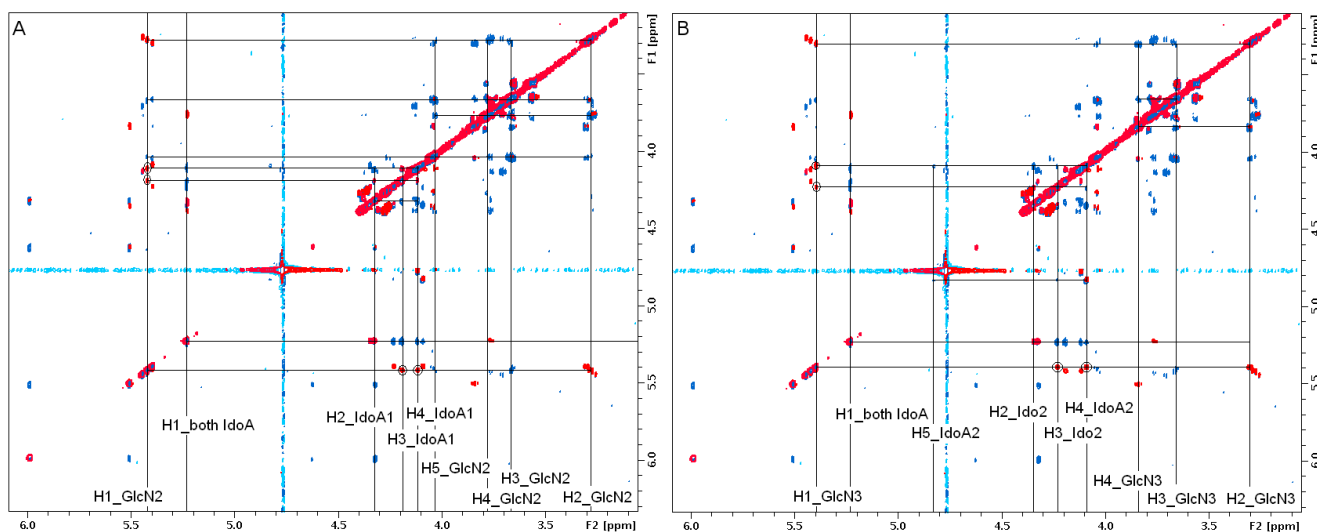 A
F1 [ppm]
4.0
4.5
5.0
5.5
6.0
H1_both IdoA
H2_IdoA1
H4_IdoA1
H3_IdoA1
H5_GlcN2
H3_GlcN2
H1_GlcN2
H4_GlcN2
H2_GlcN2
6.0
5.5
5.0
4.5
4.0
3.5
F2 [ppm]
B
F1 [ppm]
4.0
4.5
5.0
5.5
6.0
H1_both IdoA
H2_Ido2
H4_IdoA2
H5_IdoA2
H3_Ido2
H4_GlcN3
H1_GlcN3
H3_GlcN3
H2_GlcN3
6.0
5.5
5.0
4.5
4.0
3.5
F2 [ppm]